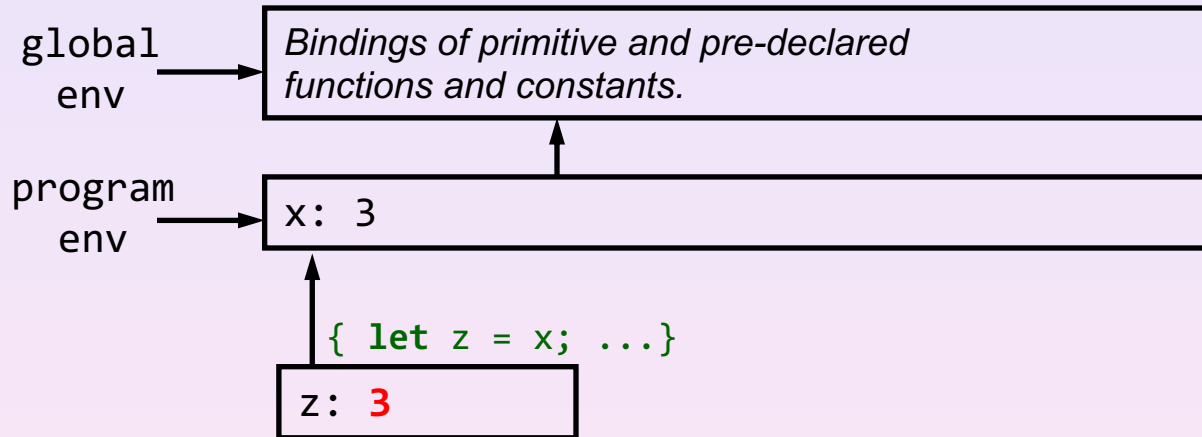 global
env
Bindings of primitive and pre-declared
functions and constants.
program
env
x: 3
{ let z = x; ...}
z: 3